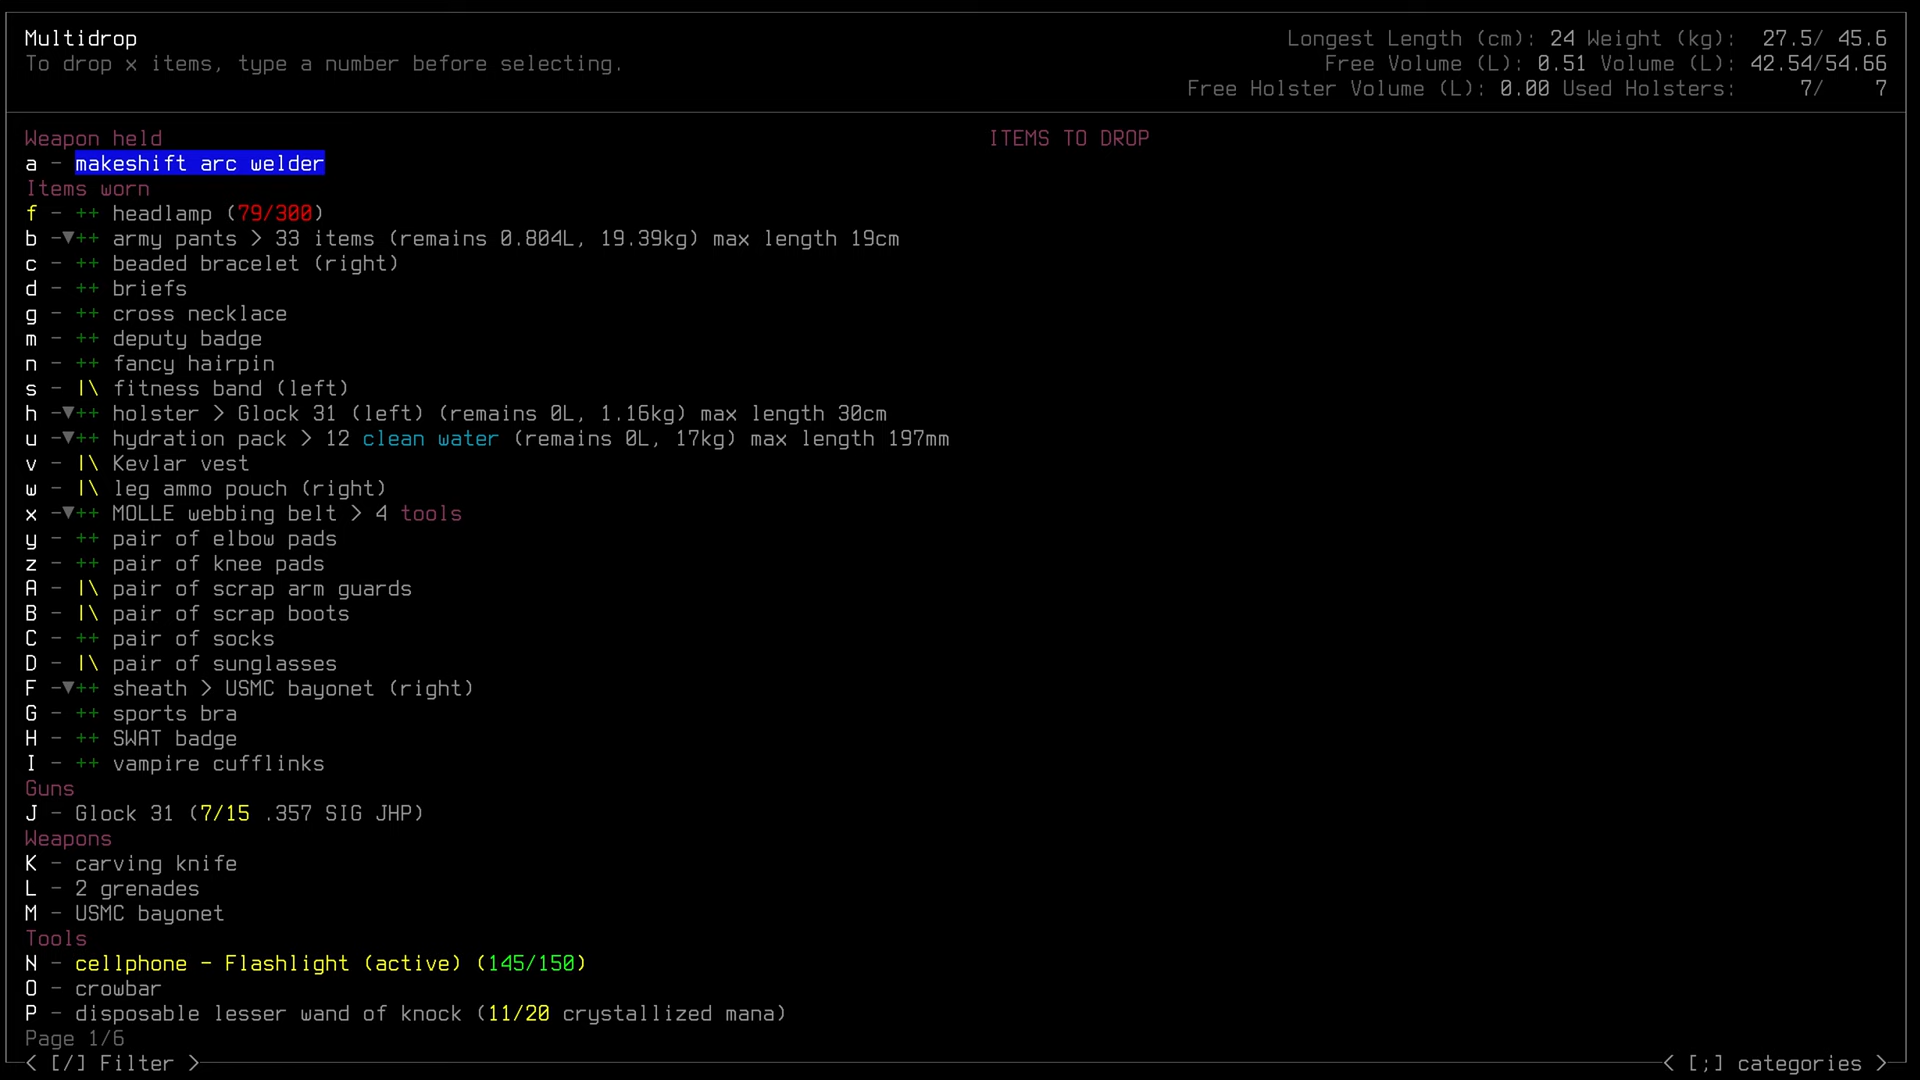 Multidrop
To drop x items, type a number before selecting.
Longest Length (cm): 24 Weight (kg): 27.5/ 45.6
Free Volume (L): 0.51 Volume (L): 42.54/54.66
Free Holster Volume (L): 0.00 Used Holsters: 7/ 7
Weapon held
a - makeshift arc welder
Items worn
f - ++ headlamp (79/300)
b -▼++ army pants > 33 items (remains 0.804L, 19.39kg) max length 19cm
c - ++ beaded bracelet (right)
d - ++ briefs
g - ++ cross necklace
m - ++ deputy badge
n - ++ fancy hairpin
s - |\ fitness band (left)
h -▼++ holster > Glock 31 (left) (remains 0L, 1.16kg) max length 30cm
u -▼++ hydration pack > 12 clean water (remains 0L, 17kg) max length 197mm
v - |\ Kevlar vest
w - |\ leg ammo pouch (right)
x -▼++ MOLLE webbing belt > 4 tools
y - ++ pair of elbow pads
z - ++ pair of knee pads
A - |\ pair of scrap arm guards
B - |\ pair of scrap boots
C - ++ pair of socks
D - |\ pair of sunglasses
F -▼++ sheath > USMC bayonet (right)
G - ++ sports bra
H - ++ SWAT badge
I - ++ vampire cufflinks
Guns
J - Glock 31 (7/15 .357 SIG JHP)
Weapons
K - carving knife
L - 2 grenades
M - USMC bayonet
Tools
N - cellphone - Flashlight (active) (145/150)
O - crowbar
P - disposable lesser wand of knock (11/20 crystallized mana)
Page 1/6
< [/] Filter >
ITEMS TO DROP
< [;] categories >